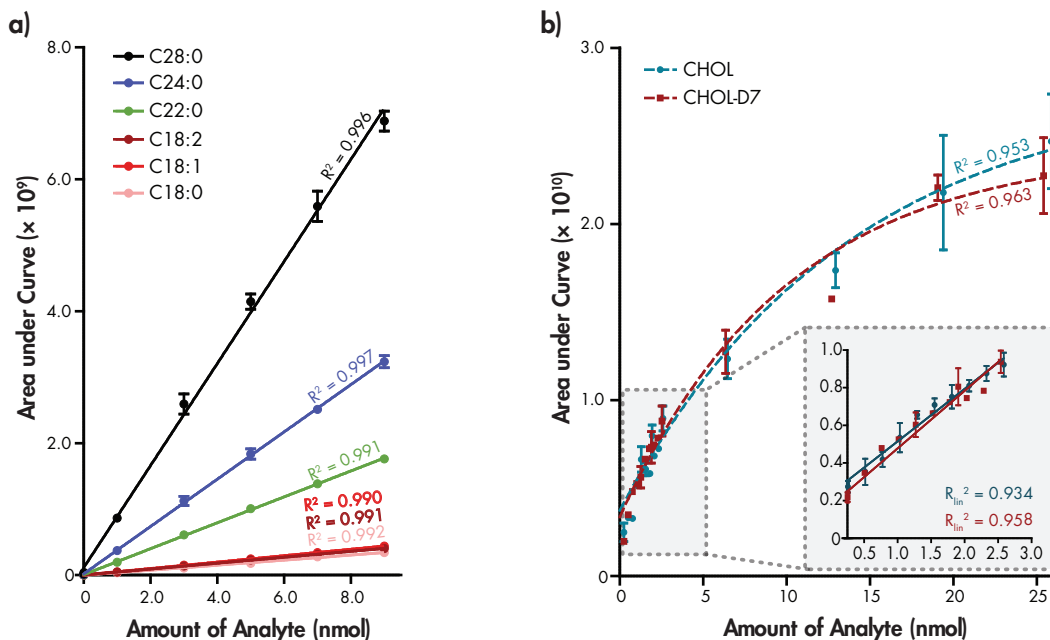 a)
Area under Curve (× 10⁹)
8.0
6.0
4.0
2.0
0
C28:0
C24:0
C22:0
C18:2
C18:1
C18:0
R² = 0.996
R² = 0.997
R² = 0.991
R² = 0.990
R² = 0.991
R² = 0.992
0 2.0 4.0 6.0 8.0
Amount of Analyte (nmol)
b)
Area under Curve (× 10¹⁰)
3.0
2.0
1.0
0
CHOL
CHOL-D7
R² = 0.953
R² = 0.963
1.0
0.8
0.6
0.4
0.2
0
R_lin² = 0.934
R_lin² = 0.958
0.5 1.0 1.5 2.0 2.5 3.0
0 5 10 15 20 25
Amount of Analyte (nmol)